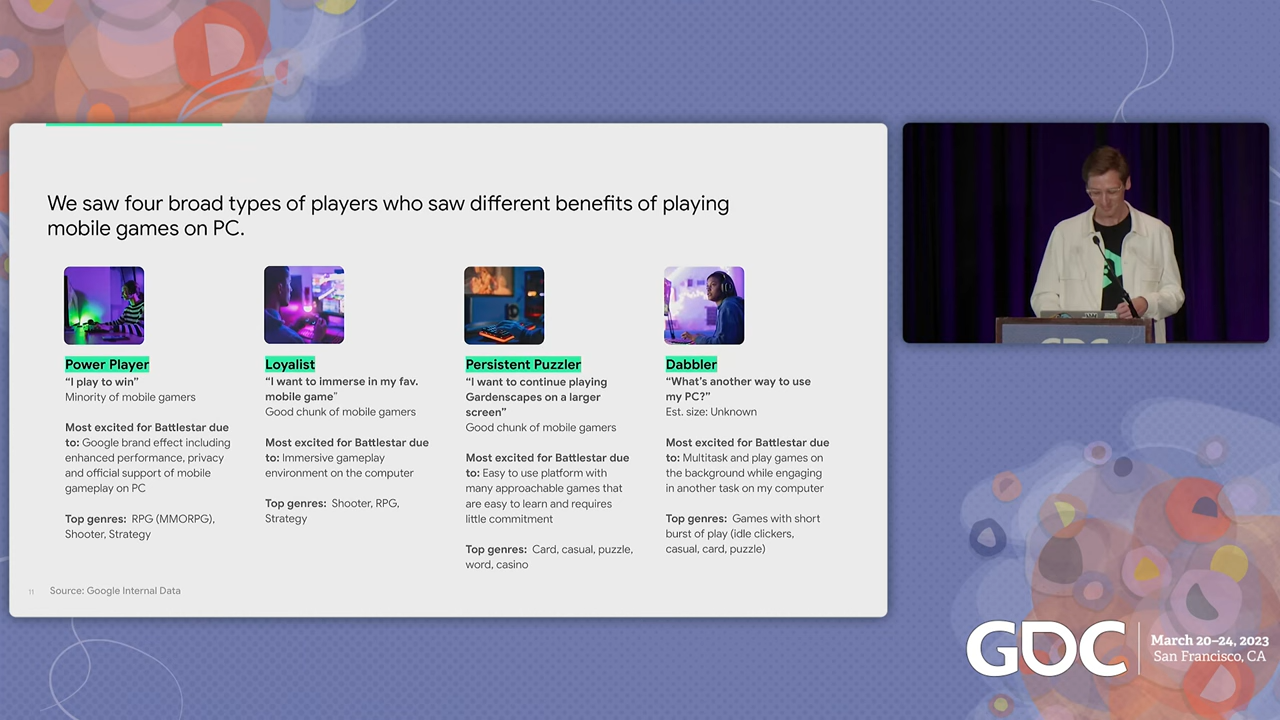 We saw four broad types of players who saw different benefits of playing
mobile games on PC.
Power Player
“I play to win”
Minority of mobile gamers
Most excited for Battlestar due
to: Google brand effect including
enhanced performance, privacy
and official support of mobile
gameplay on PC
Top genres: RPG (MMORPG),
Shooter, Strategy
Loyalist
“I want to immerse in my fav.
mobile game"
Good chunk of mobile gamers
Most excited for Battlestar due
to: Immersive gameplay
environment on the computer
Top genres: Shooter, RPG,
Strategy
Persistent Puzzler
“I want to continue playing
Gardenscapes on a larger
screen”
Good chunk of mobile gamers
Most excited for Battlestar due
to: Easy to use platform with
many approachable games that
are easy to learn and requires
little commitment
Top genres: Card, casual, puzzle,
word, casino
Dabbler
“What’s another way to use
my PC?”
Est. size: Unknown
Most excited for Battlestar due
to: Multitask and play games on
the background while engaging
in another task on my computer
Top genres: Games with short
burst of play (idle clickers,
casual, card, puzzle)
11 Source: Google Internal Data
GDC
GDC
March 20–24, 2023
San Francisco, CA